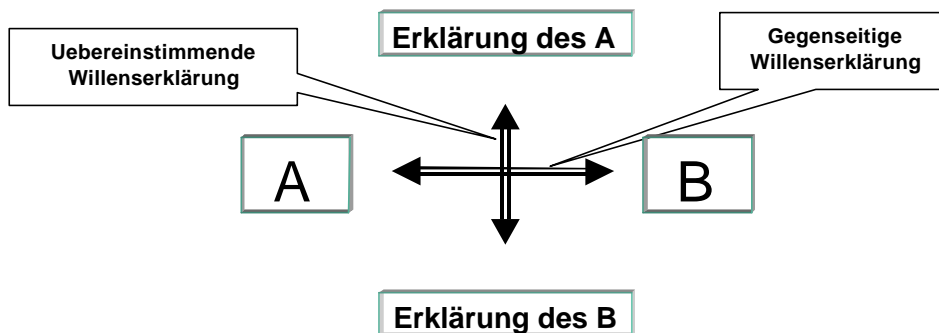 Erklärung des A
Uebereinstimmende
Willenserklärung
Gegenseitige
Willenserklärung
A
B
Erklärung des B